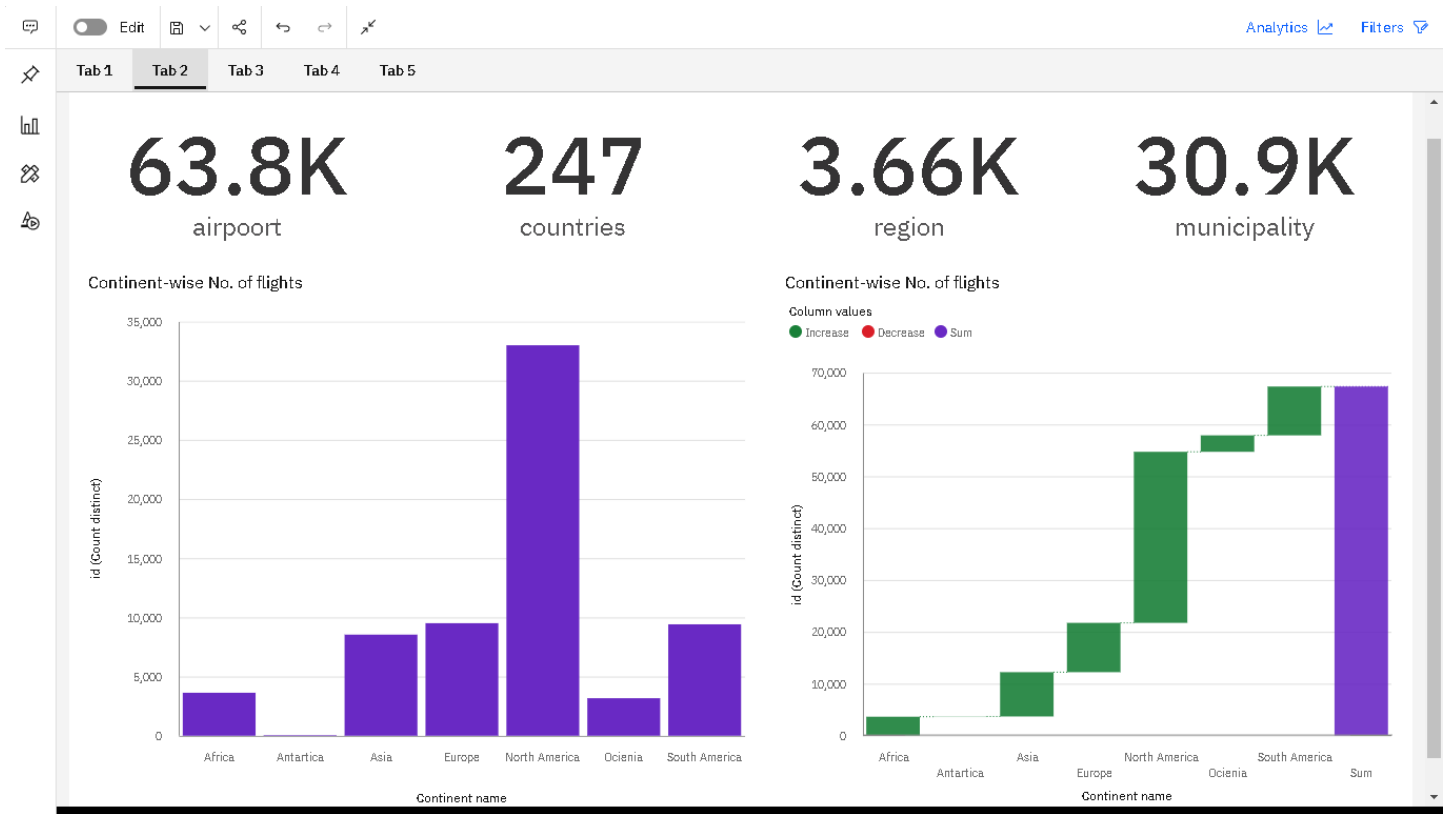 Edit
Analytics
Filters
Tab 1 Tab 2 Tab 3 Tab 4 Tab 5
63.8K
airpoort
247
countries
3.66K
region
30.9K
municipality
Continent-wise No. of flights
35,000
30,000
25,000
20,000
15,000
10,000
5,000
0
id (Count distinct)
Africa Antartica Asia Europe North America Ocienia South America
Continent name
Continent-wise No. of flights
Column values
Increase Decrease Sum
70,000
60,000
50,000
40,000
30,000
20,000
10,000
0
id (Count distinct)
Africa Antartica Asia Europe North America Ocienia South America Sum
Continent name